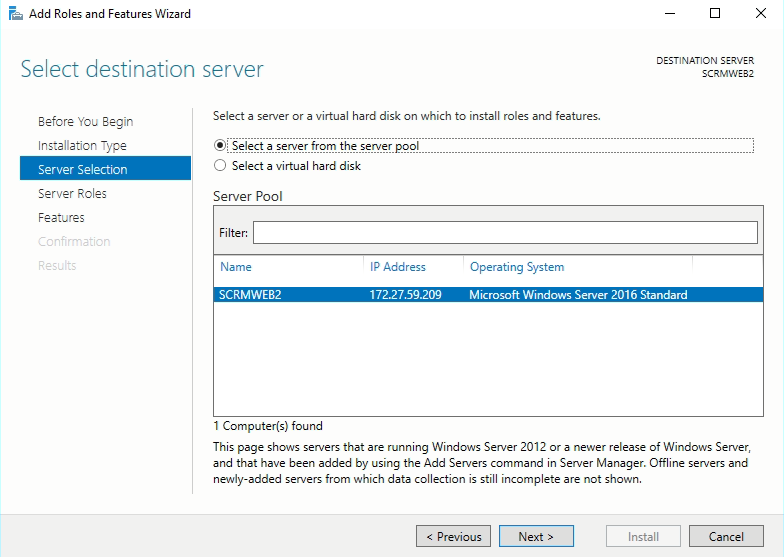 Add Roles and Features Wizard
Select destination server
DESTINATION SERVER
SCRMWEB2
Before You Begin
Installation Type
Server Selection
Server Roles
Features
Confirmation
Results
Select a server or a virtual hard disk on which to install roles and features.
Select a server from the server pool
Select a virtual hard disk
Server Pool
Filter:
Name IP Address Operating System
SCRMWEB2 172.27.59.209 Microsoft Windows Server 2016 Standard
1 Computer(s) found
This page shows servers that are running Windows Server 2012 or a newer release of Windows Server,
and that have been added by using the Add Servers command in Server Manager. Offline servers and
newly-added servers from which data collection is still incomplete are not shown.
< Previous Next > Install Cancel